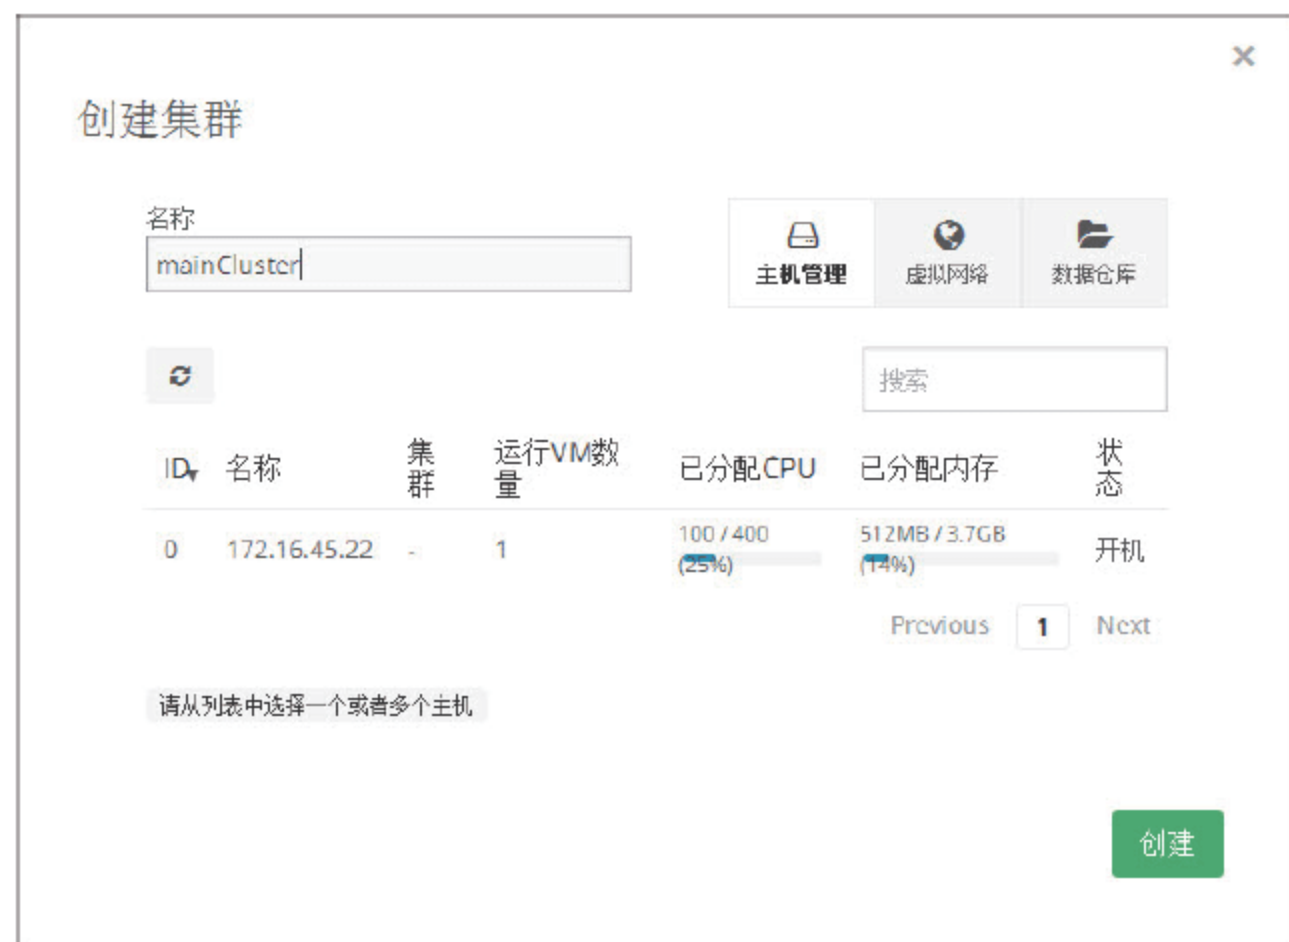 创建集群
名称
mainCluster
主机管理 虚拟网络 数据仓库
搜索
ID 名称 集群 运行VM数量 已分配CPU 已分配内存 状态
0 172.16.45.22 - 1 100 / 400 (25%) 512MB / 3.7GB (14%) 开机
Previous 1 Next
请从列表中选择一个或者多个主机
创建